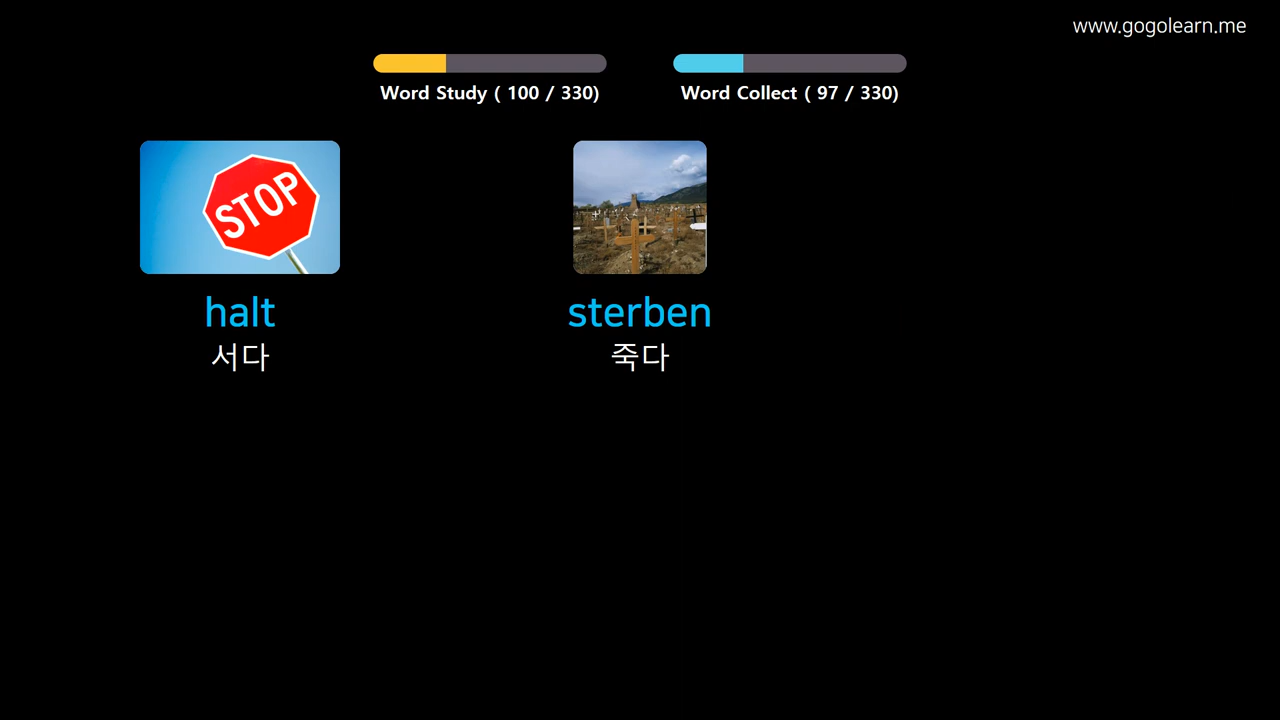 www.gogolearn.me
Word Study ( 100 / 330)
Word Collect ( 97 / 330)
STOP
halt
서다
sterben
죽다